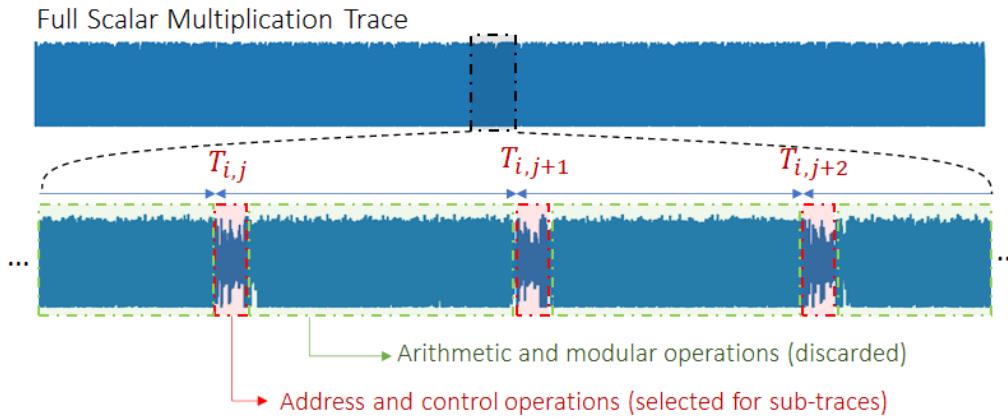 Full Scalar Multiplication Trace
T_{i,j} T_{i,j+1} T_{i,j+2}
... ..
Arithmetic and modular operations (discarded)
Address and control operations (selected for sub-traces)